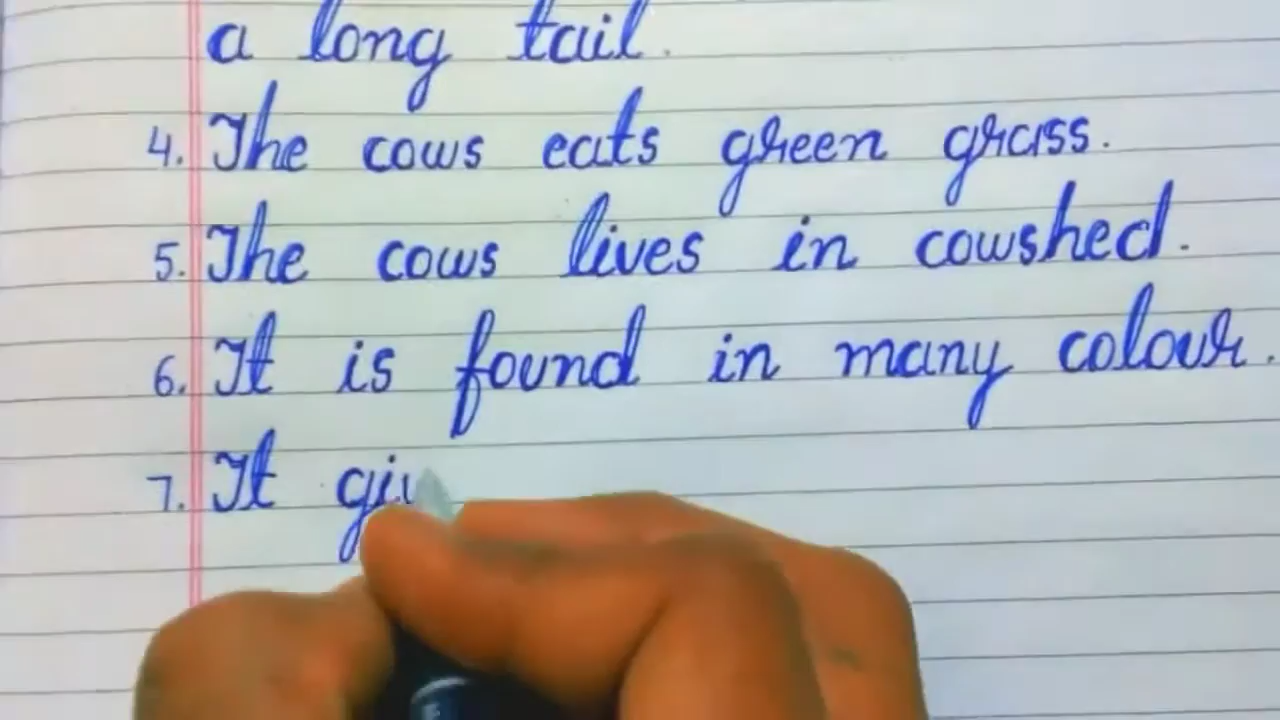 a long tail.
4. The cows eats green grass.
5. The cows lives in cowshed.
6. It is found in many colour.
7. It giv